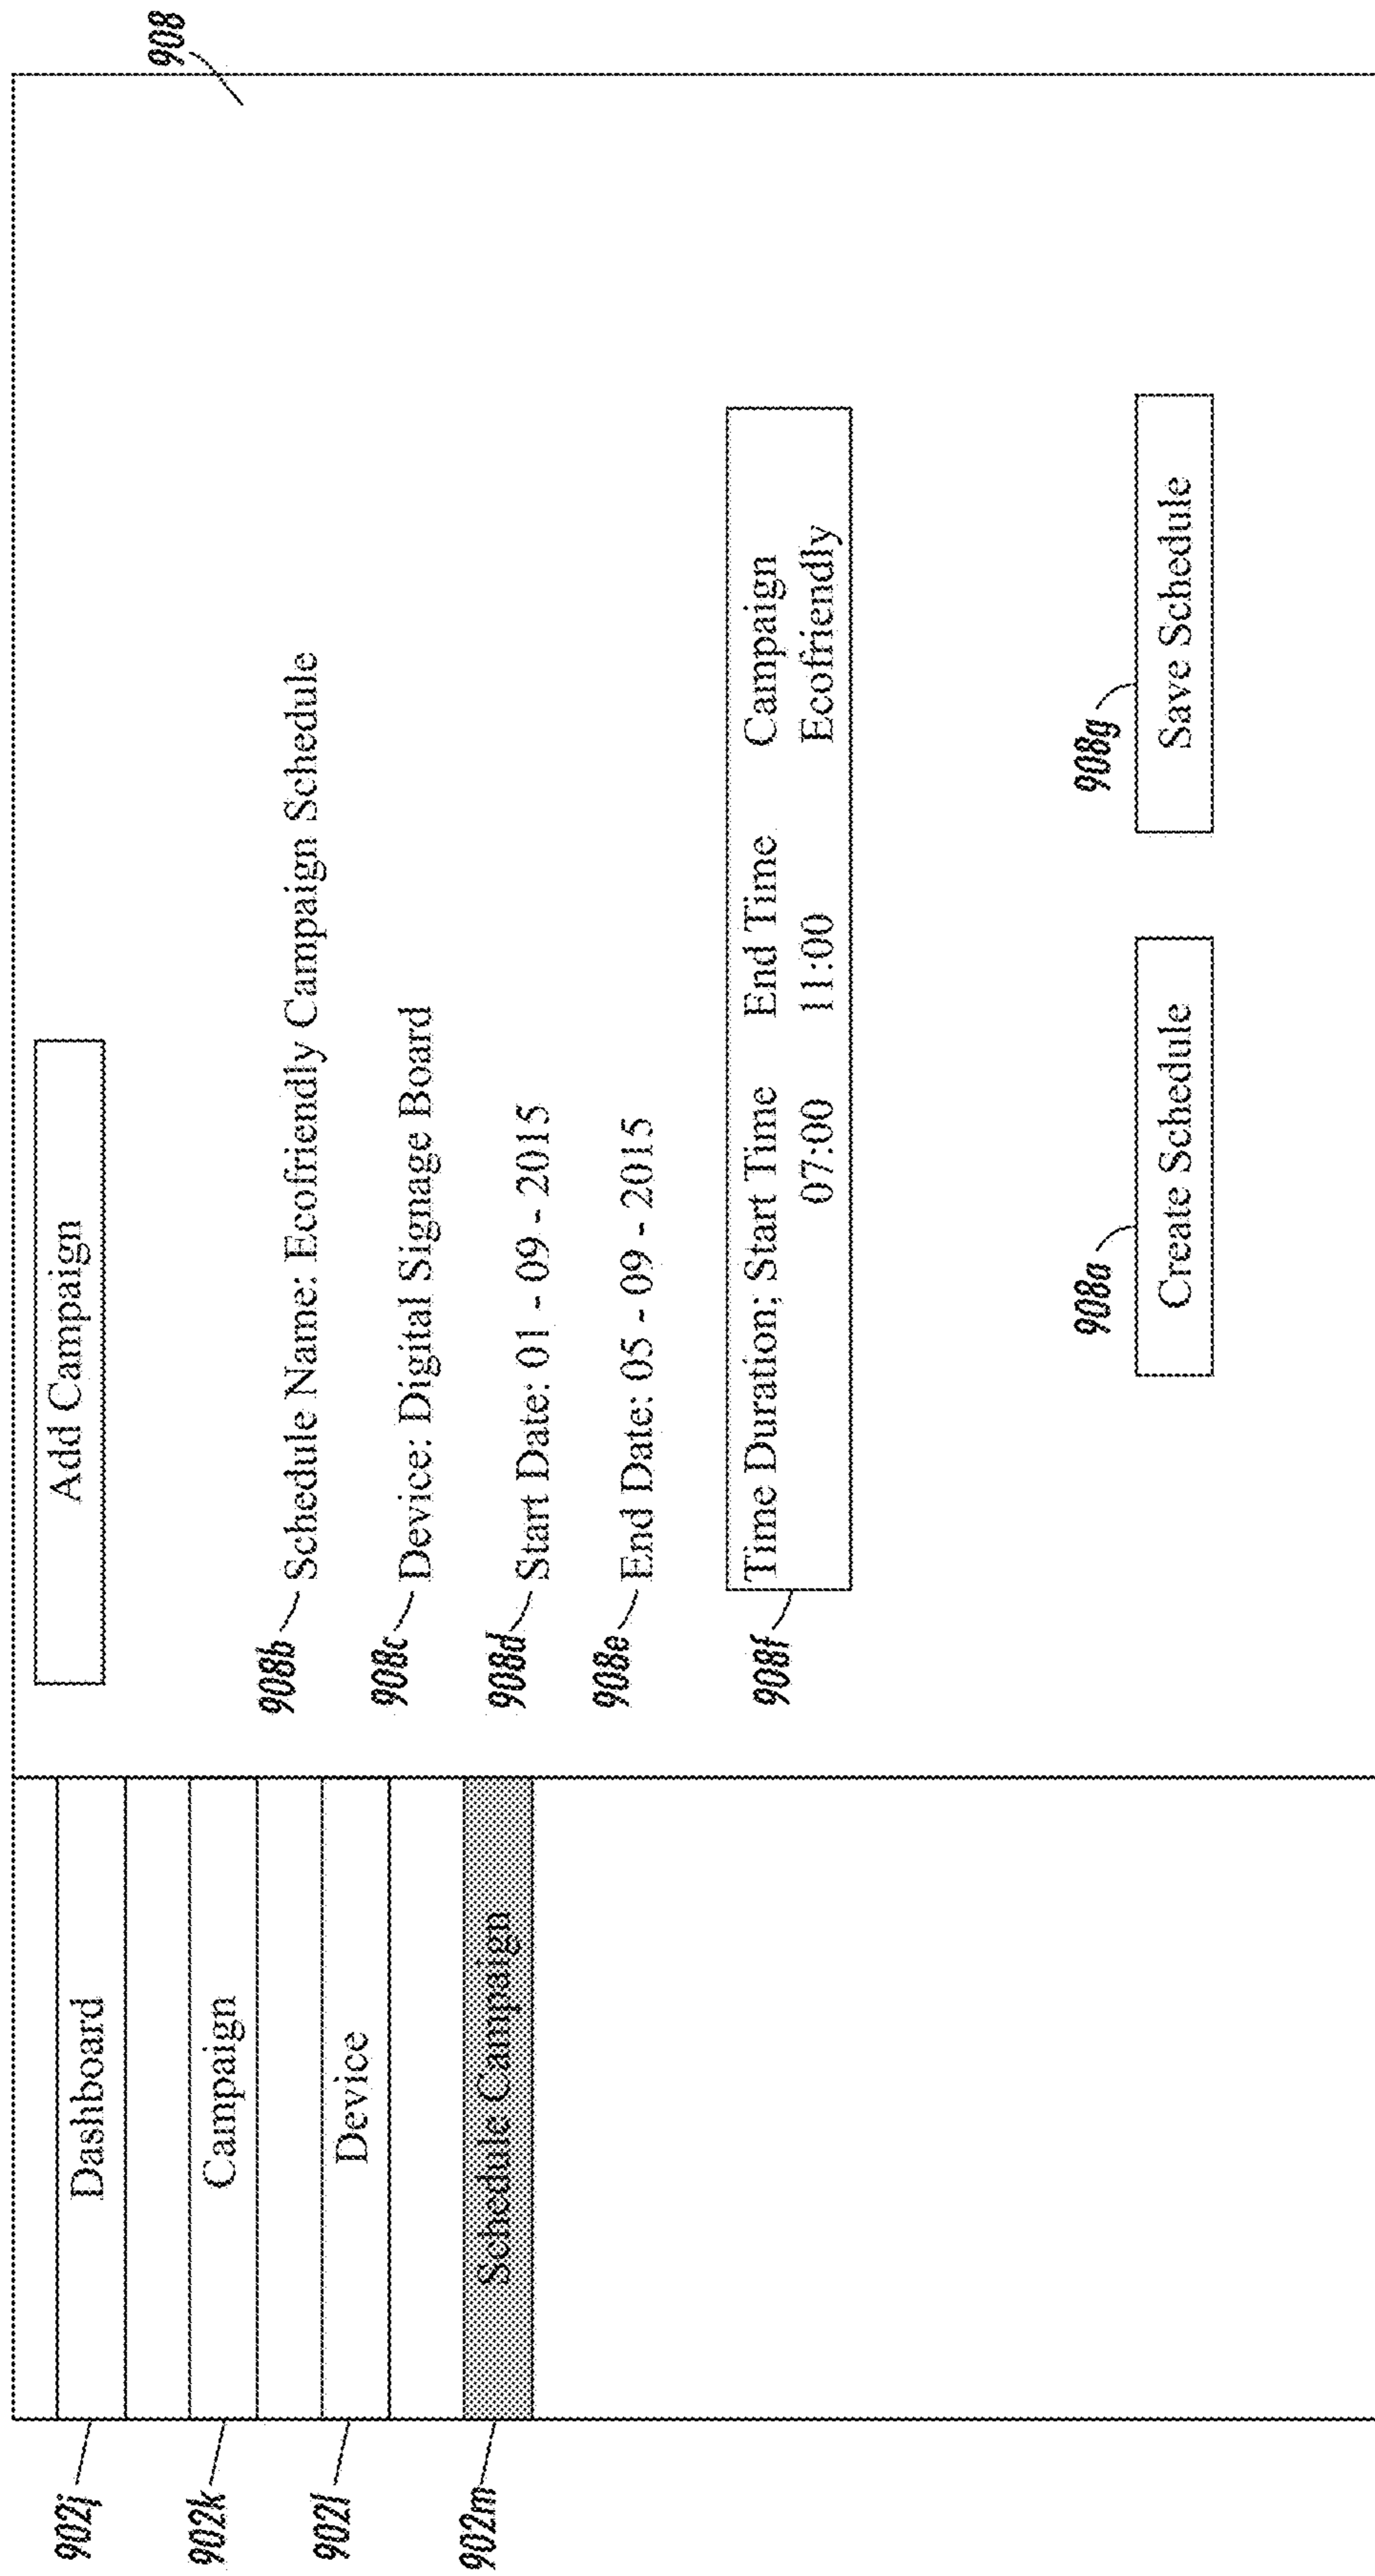 908
Add Campaign
902j
Dashboard
902k
Campaign
902l
Device
902m
Schedule Campaign
908b
Schedule Name: Ecofriendly Campaign Schedule
908c
Device: Digital Signage Board
908d
Start Date: 01 - 09 - 2015
908e
End Date: 05 - 09 - 2015
908f
Time Duration; Start Time End Time Campaign
07:00 11:00 Ecofriendly
908a
Create Schedule
908g
Save Schedule